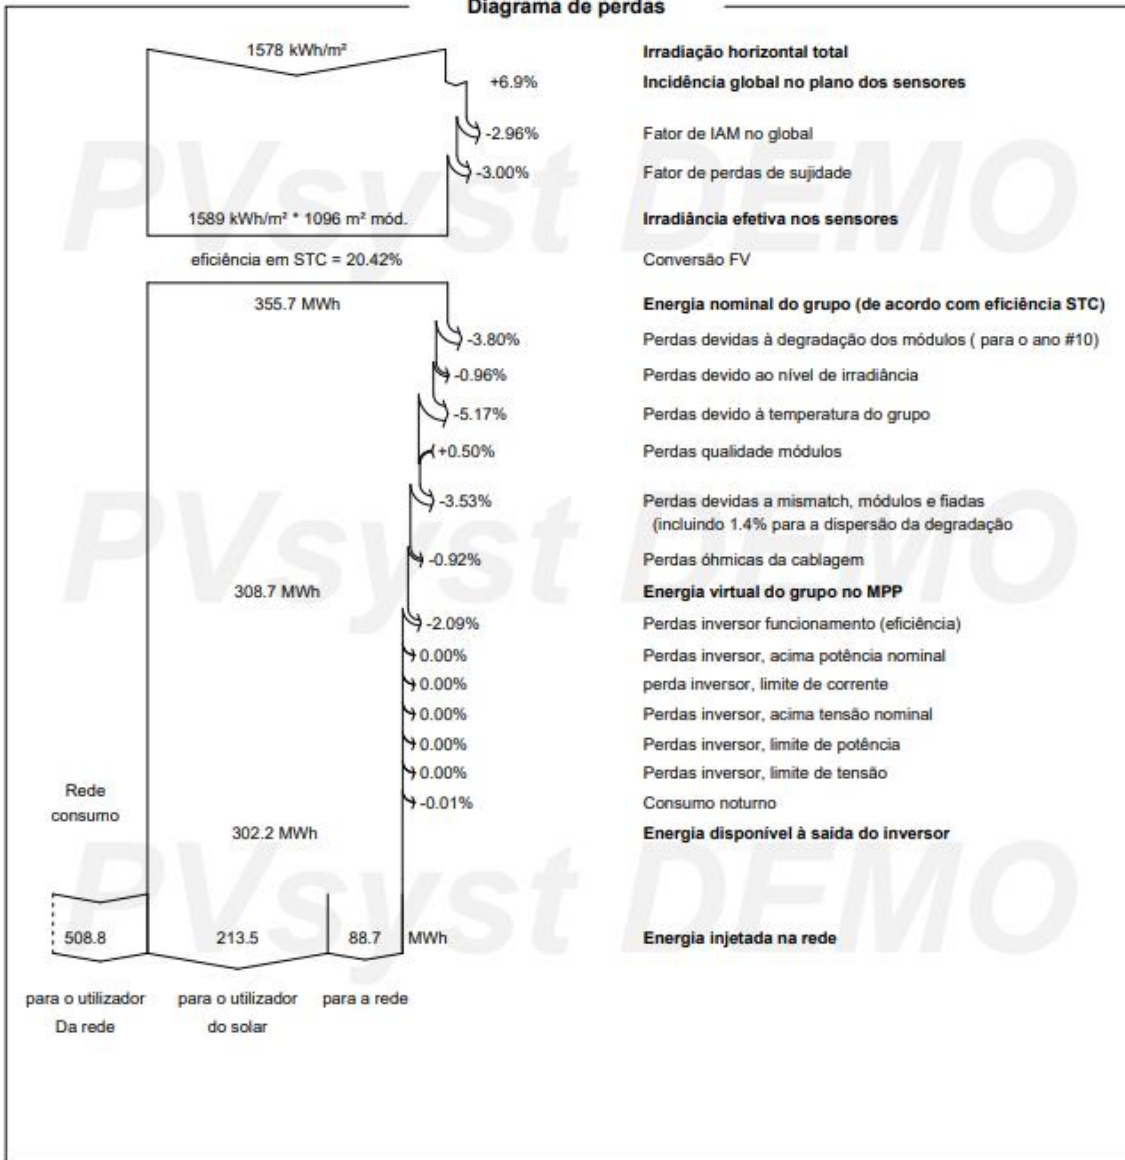 Diagrama de perdas
1578 kWh/m²
Irradiação horizontal total
+6.9%
Incidência global no plano dos sensores
-2.96%
Fator de IAM no global
-3.00%
Fator de perdas de sujidade
1589 kWh/m² * 1096 m² mód.
Irradiância efetiva nos sensores
eficiência em STC = 20.42%
Conversão FV
355.7 MWh
Energia nominal do grupo (de acordo com eficiência STC)
-3.80%
Perdas devidas à degradação dos módulos ( para o ano #10)
-0.96%
Perdas devido ao nível de irradiância
-5.17%
Perdas devido à temperatura do grupo
+0.50%
Perdas qualidade módulos
-3.53%
Perdas devidas a mismatch, módulos e fiadas
(incluindo 1.4% para a dispersão da degradação
-0.92%
Perdas óhmicas da cablagem
308.7 MWh
Energia virtual do grupo no MPP
-2.09%
Perdas inversor funcionamento (eficiência)
0.00%
Perdas inversor, acima potência nominal
0.00%
perda inversor, limite de corrente
0.00%
Perdas inversor, acima tensão nominal
0.00%
Perdas inversor, limite de potência
0.00%
Perdas inversor, limite de tensão
-0.01%
Consumo noturno
Rede
consumo
302.2 MWh
Energia disponível à saída do inversor
508.8
213.5
88.7
MWh
Energia injetada na rede
para o utilizador
Da rede
para o utilizador
do solar
para a rede
PVsyst DEMO
PVsyst DEMO
PVsyst DEMO